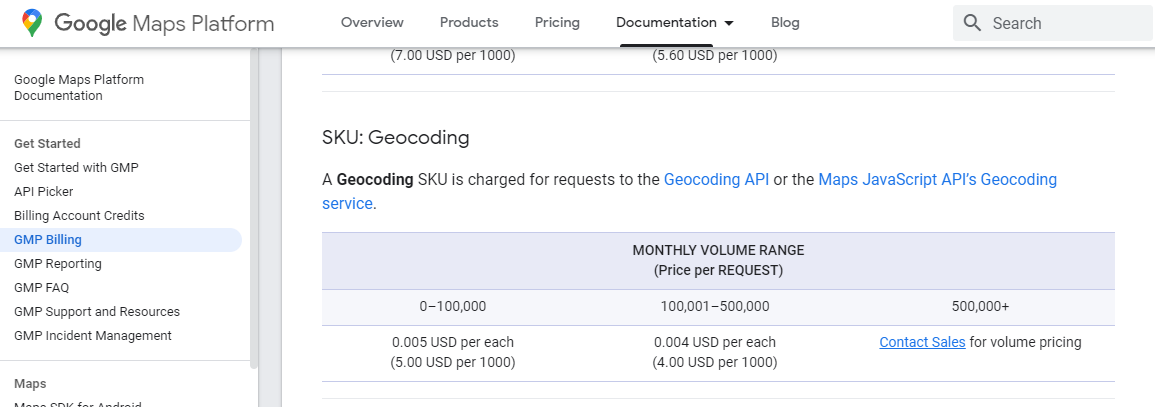 Google Maps Platform
Overview
Products
Pricing
Documentation
Blog
Search
Google Maps Platform
Documentation
Get Started
Get Started with GMP
API Picker
Billing Account Credits
GMP Billing
GMP Reporting
GMP FAQ
GMP Support and Resources
GMP Incident Management
Maps
Maps SDK for Android
(7.00 USD per 1000) (5.60 USD per 1000)
SKU: Geocoding
A Geocoding SKU is charged for requests to the Geocoding API or the Maps JavaScript API’s Geocoding
service.
MONTHLY VOLUME RANGE
(Price per REQUEST)
0–100,000 100,001–500,000 500,000+
0.005 USD per each 0.004 USD per each Contact Sales for volume pricing
(5.00 USD per 1000) (4.00 USD per 1000)